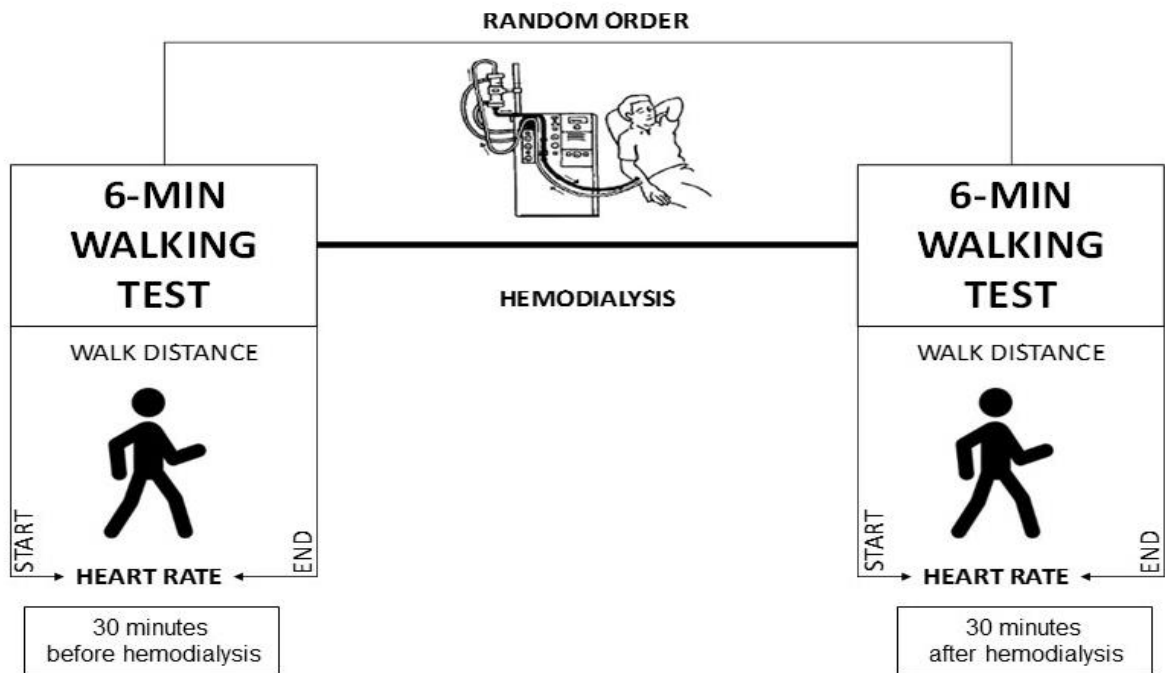 RANDOM ORDER
6-MIN
WALKING
TEST
HEMODIALYSIS
6-MIN
WALKING
TEST
WALK DISTANCE
START
END
HEART RATE
30 minutes
before hemodialysis
WALK DISTANCE
START
END
HEART RATE
30 minutes
after hemodialysis